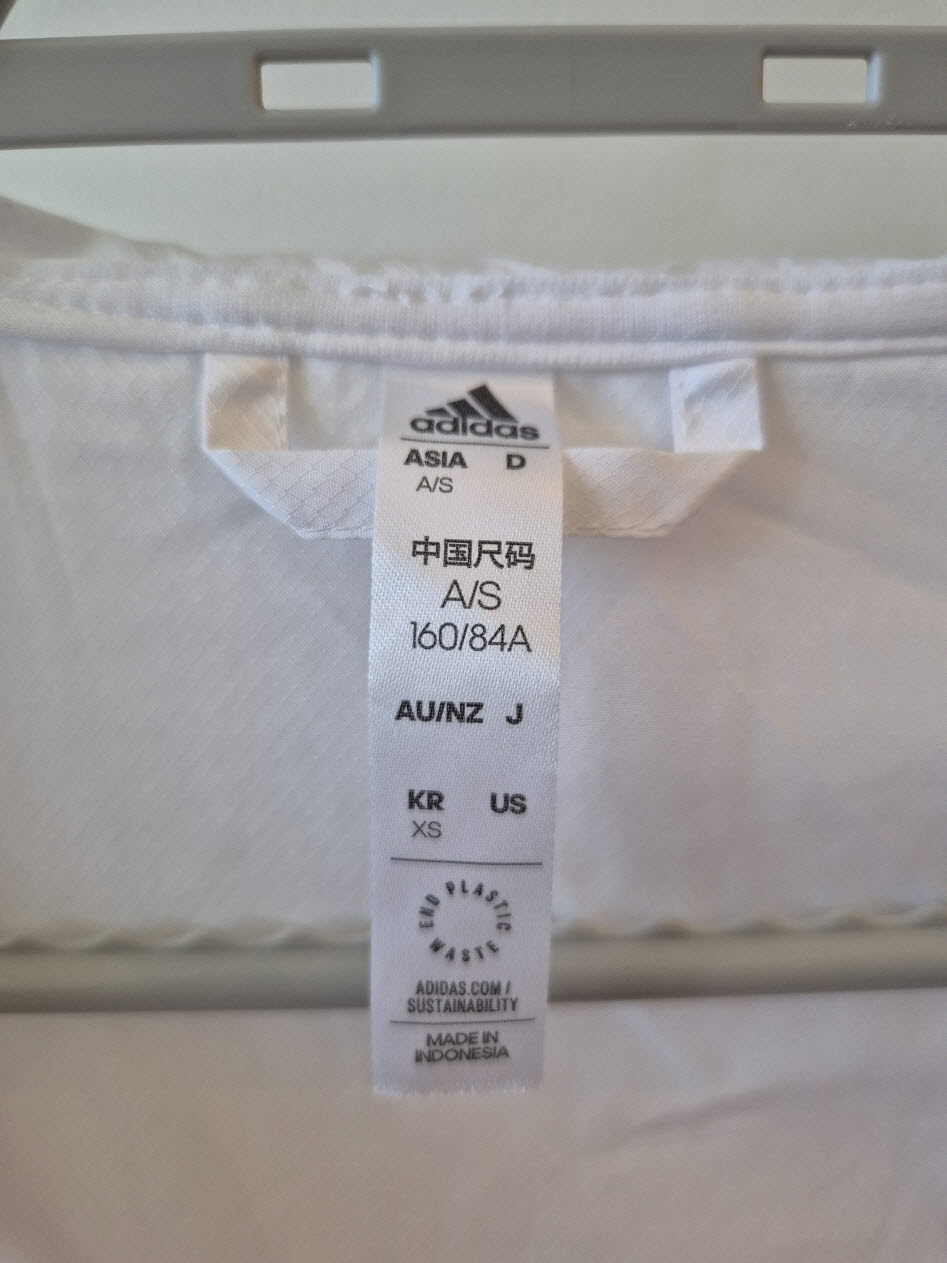 adidas
ASIA D
A/S
中国尺码
A/S
160/84A
AU/NZ J
KR US
XS
END PLASTIC WASTE
ADIDAS.COM/
SUSTAINABILITY
MADE IN
INDONESIA